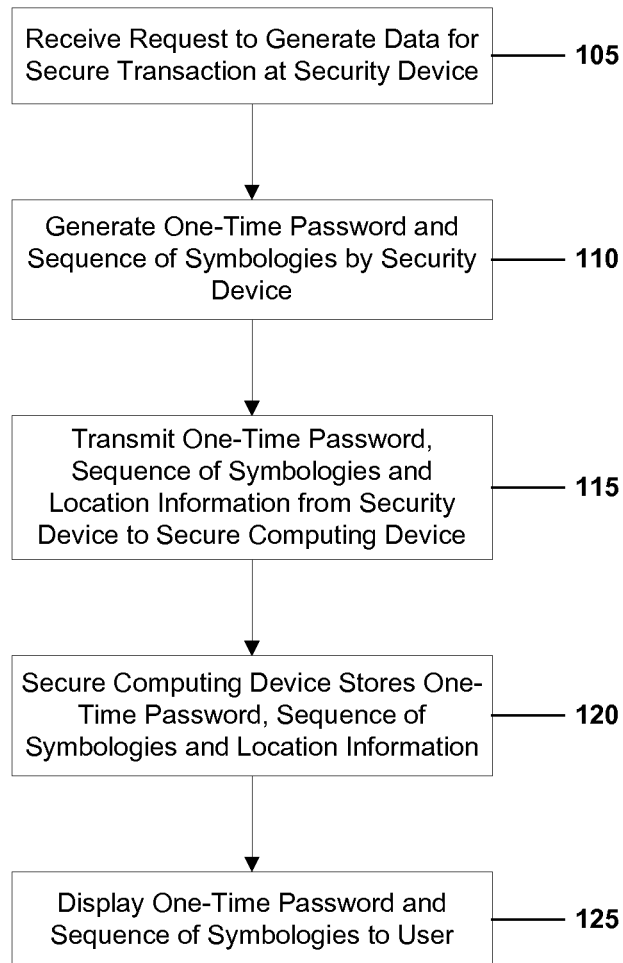 Receive Request to Generate Data for
Secure Transaction at Security Device
105
Generate One-Time Password and
Sequence of Symbologies by Security
Device
110
Transmit One-Time Password,
Sequence of Symbologies and
Location Information from Security
Device to Secure Computing Device
115
Secure Computing Device Stores One-
Time Password, Sequence of
Symbologies and Location Information
120
Display One-Time Password and
Sequence of Symbologies to User
125